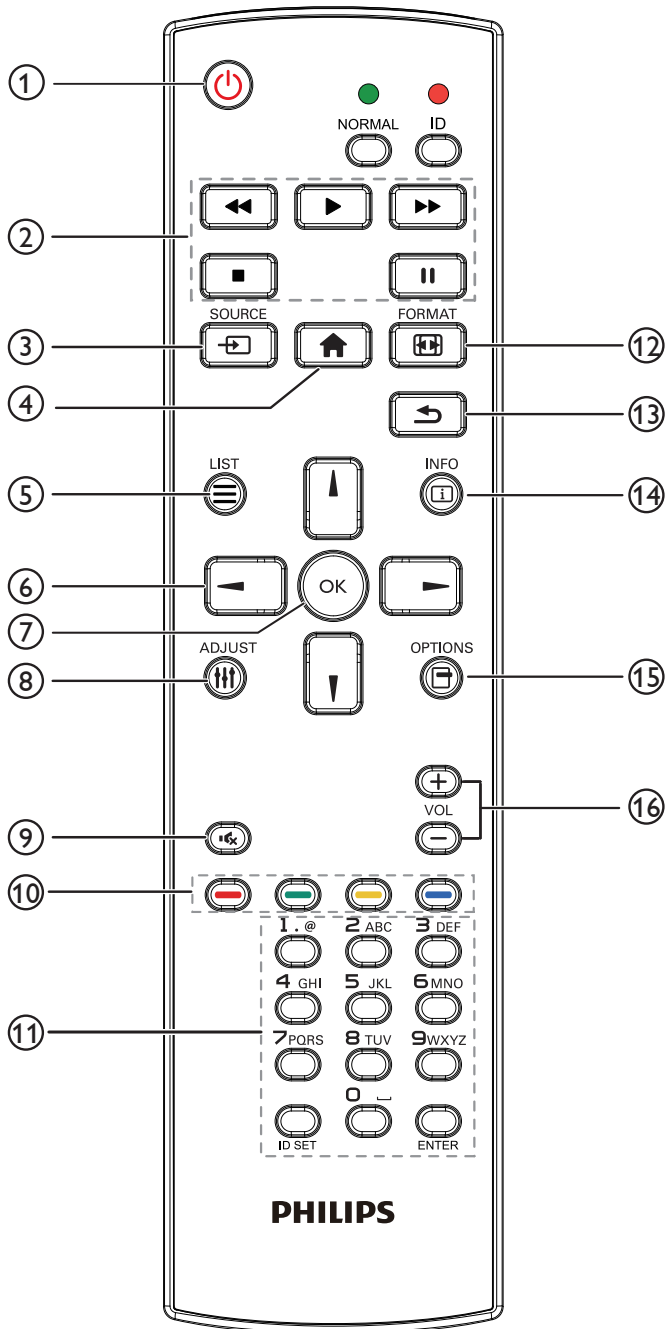 ①
NORMAL ID
②
SOURCE FORMAT
③ ⑫
④ ⑬
LIST INFO
⑤ ⑭
⑥
OK
⑦
ADJUST OPTIONS
⑧ ⑮
VOL
⑨ ⑯
⑩
1 . @ 2 ABC 3 DEF
4 GHI 5 JKL 6 MNO
⑪
7 PQRS 8 TUV 9 WXYZ
0 ⎵
ID SET ENTER
PHILIPS